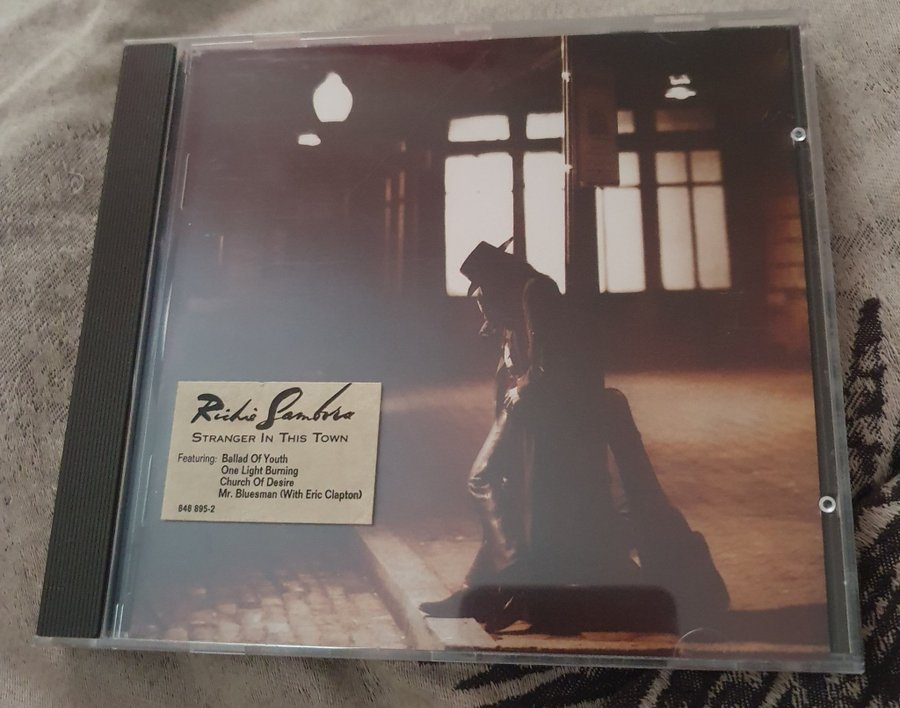 Richie Sambora
STRANGER IN THIS TOWN
Featuring: Ballad Of Youth
One Light Burning
Church Of Desire
Mr. Bluesman (With Eric Clapton)
848 895-2